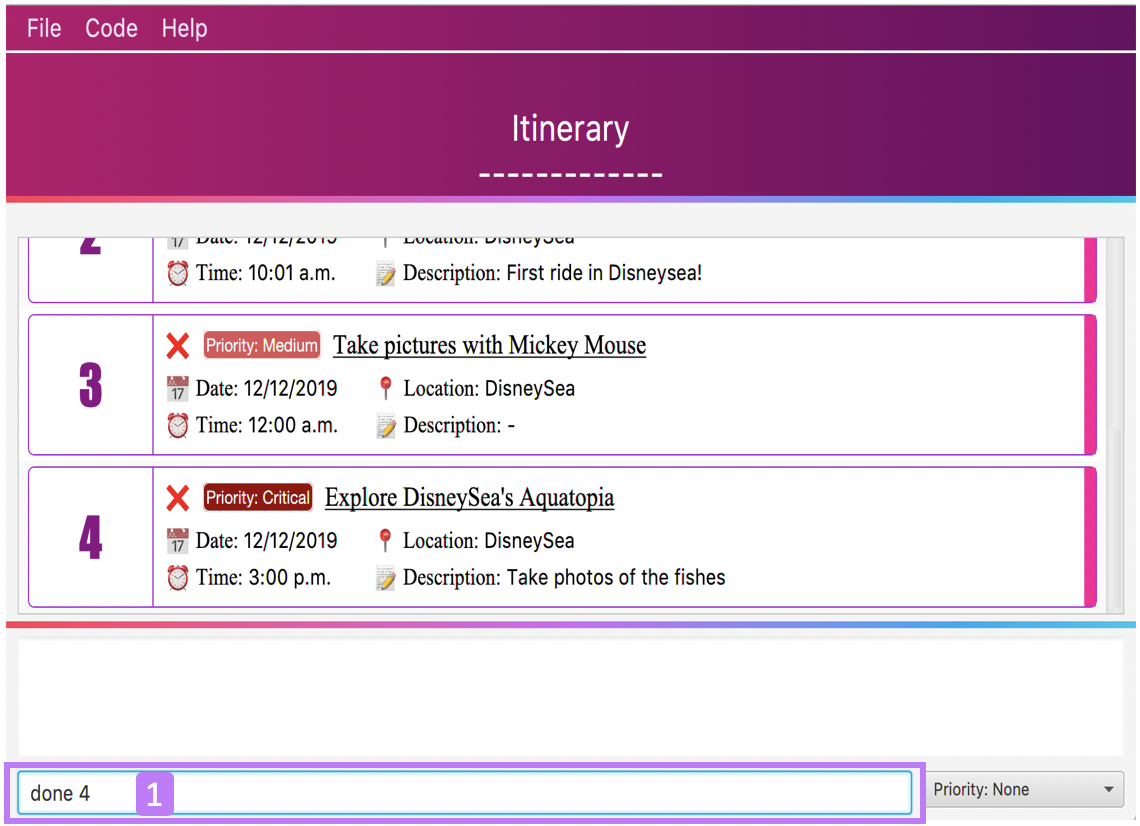 File Code Help
Itinerary
-------------
2
17 Date: 12/12/2019 Location: DisneySea
Time: 10:01 a.m. Description: First ride in Disneysea!
3
Priority: Medium Take pictures with Mickey Mouse
17 Date: 12/12/2019 Location: DisneySea
Time: 12:00 a.m. Description: -
4
Priority: Critical Explore DisneySea's Aquatopia
17 Date: 12/12/2019 Location: DisneySea
Time: 3:00 p.m. Description: Take photos of the fishes
done 4 1 Priority: None